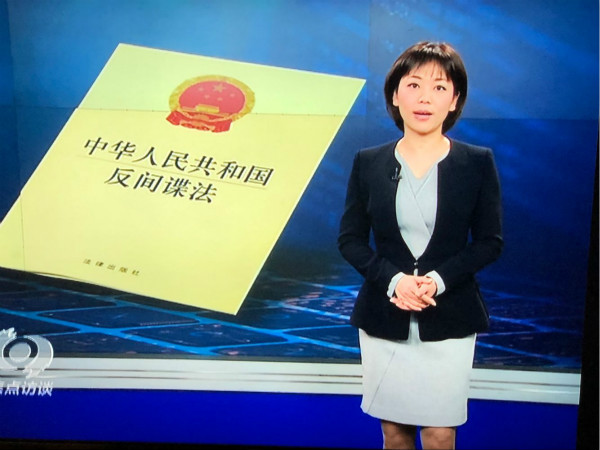 中华人民共和国
反间谍法
法律出版社
点访谈